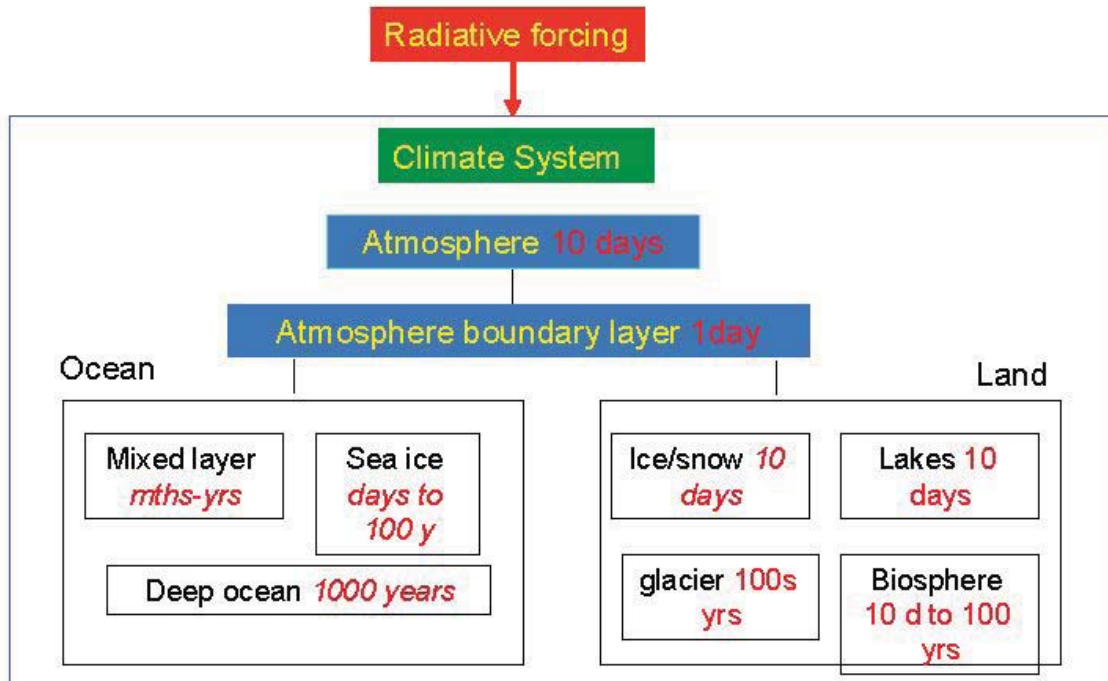 Radiative forcing
Climate System
Atmosphere 10 days
Atmosphere boundary layer 1day
Ocean
Land
Mixed layer
mths-yrs
Sea ice
days to
100 y
Deep ocean 1000 years
Ice/snow 10
days
Lakes 10
days
glacier 100s
yrs
Biosphere
10 d to 100
yrs